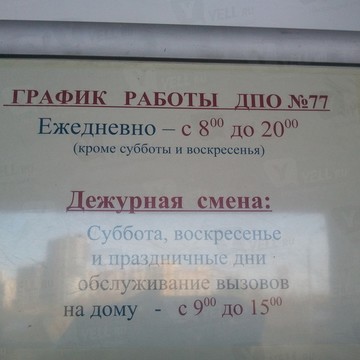 ГРАФИК РАБОТЫ ДПО №77
Ежедневно – с 8⁰⁰ до 20⁰⁰
(кроме субботы и воскресенья)
Дежурная смена:
Суббота, воскресенье
и праздничные дни -
обслуживание вызовов
на дому - с 9⁰⁰ до 15⁰⁰